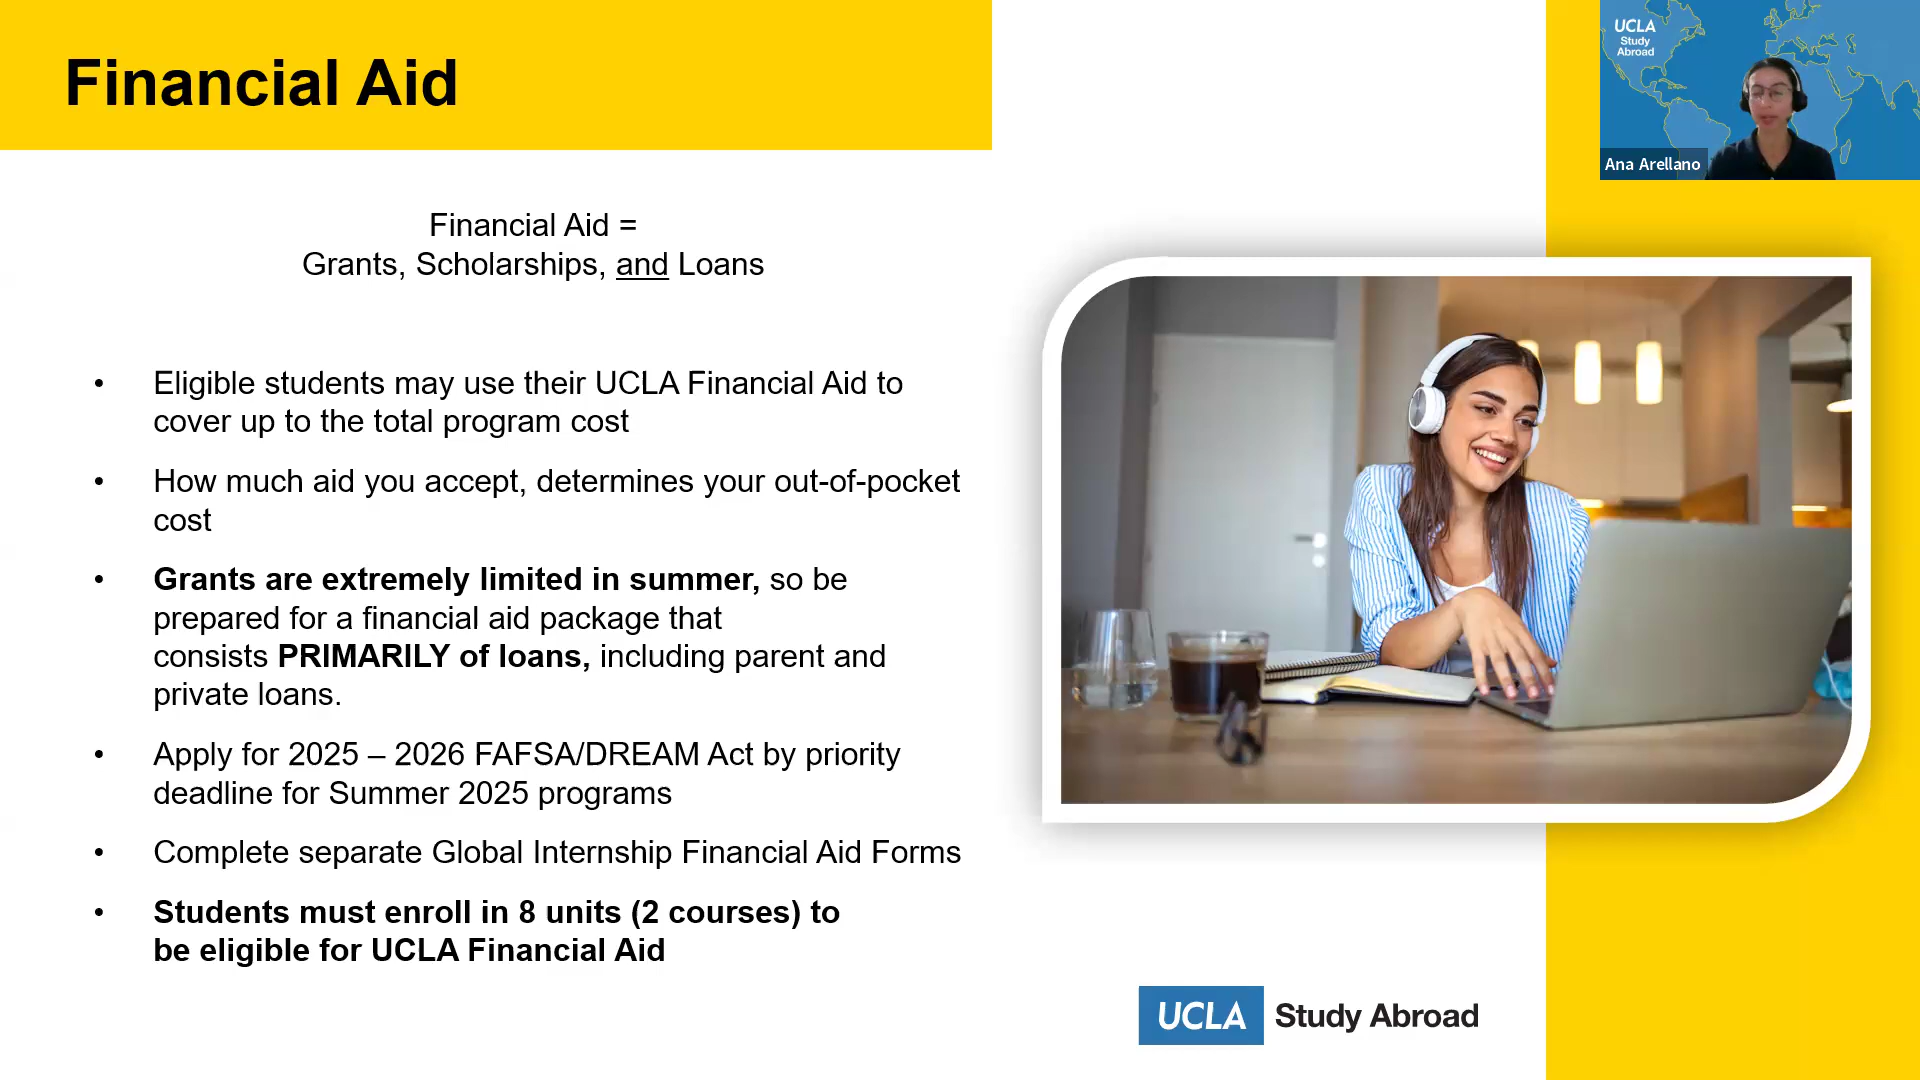 Financial Aid
UCLA
Study
Abroad
Ana Arellano
Financial Aid =
Grants, Scholarships, and Loans
• Eligible students may use their UCLA Financial Aid to
cover up to the total program cost
• How much aid you accept, determines your out-of-pocket
cost
• Grants are extremely limited in summer, so be
prepared for a financial aid package that
consists PRIMARILY of loans, including parent and
private loans.
• Apply for 2025 – 2026 FAFSA/DREAM Act by priority
deadline for Summer 2025 programs
• Complete separate Global Internship Financial Aid Forms
• Students must enroll in 8 units (2 courses) to
be eligible for UCLA Financial Aid
UCLA Study Abroad